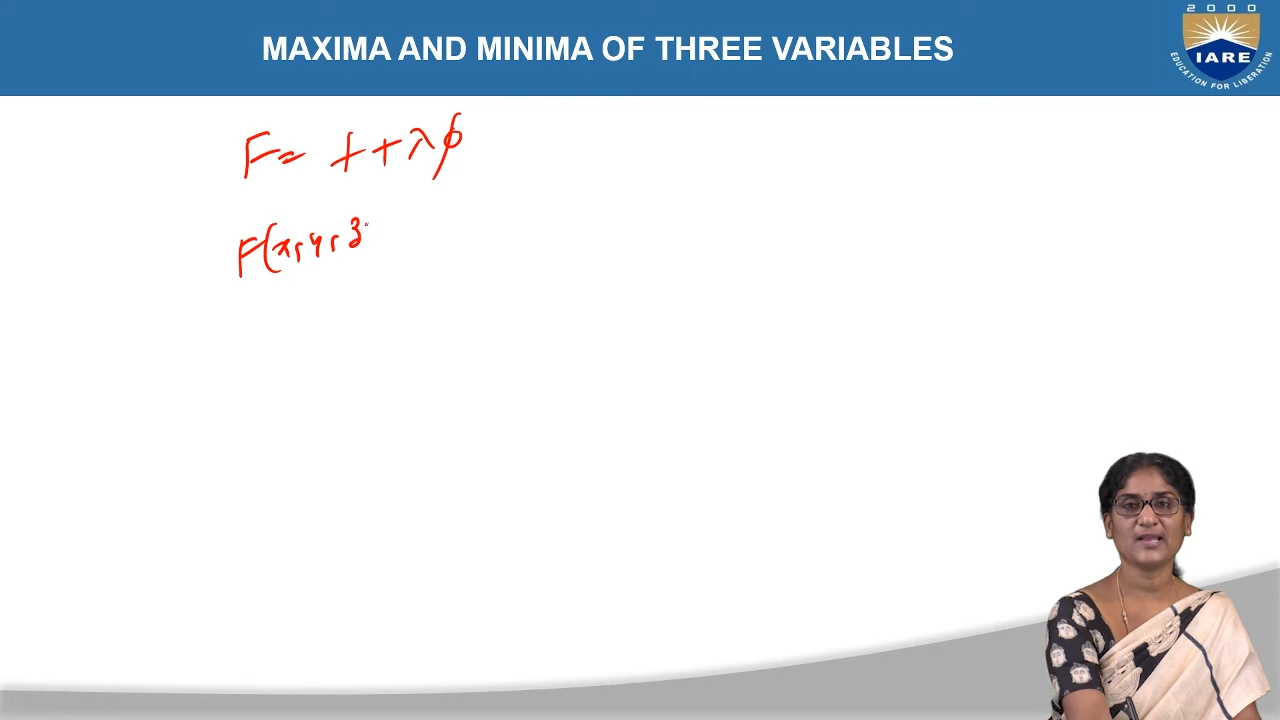 MAXIMA AND MINIMA OF THREE VARIABLES
2000
IARE
EDUCATION FOR LIBERATION
F = f + λφ
F(x, y, z